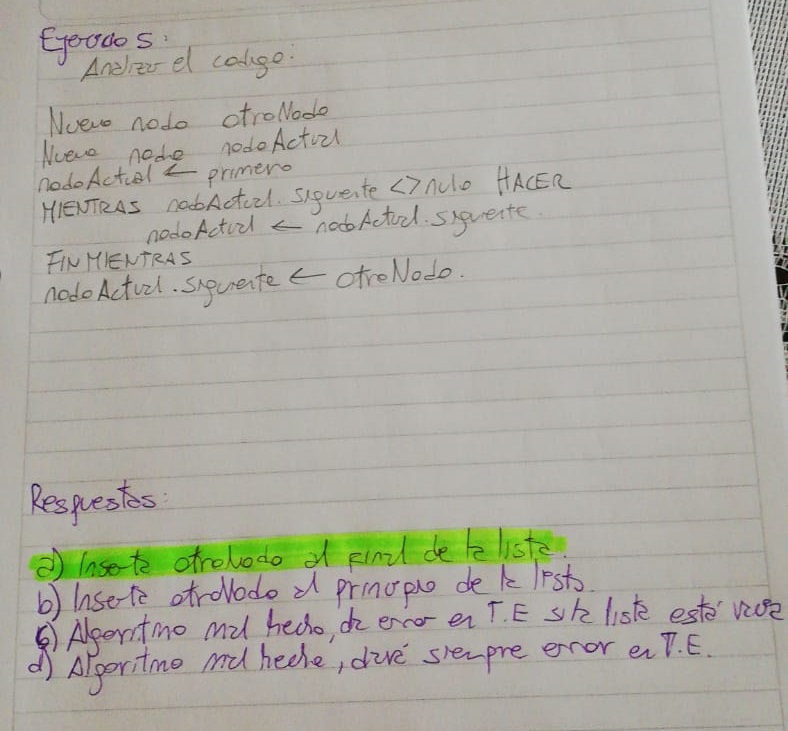 Ejercicio 5:
Analizar el codigo:
Nuevo nodo otroNodo
Nuevo nodo nodoActual
nodoActual ← primero
MIENTRAS nodoActual.siguiente <> nulo HACER
nodoActual ← nodoActual.siguiente.
FIN MIENTRAS
nodoActual.siguiente ← otroNodo.
Respuestas:
a) Inserta otroNodo al final de la lista.
b) Inserta otroNodo al principio de la lista.
c) Algoritmo mal hecho, da error en T.E si la lista está vacía
d) Algoritmo mal hecho, dará siempre error en T.E.